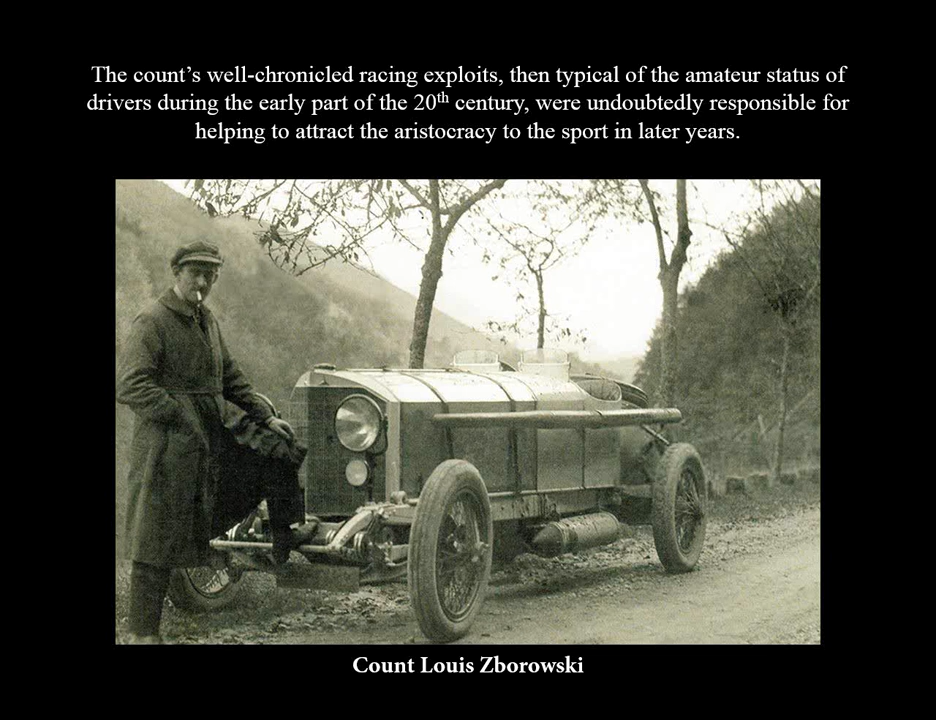 The count’s well-chronicled racing exploits, then typical of the amateur status of
drivers during the early part of the 20th century, were undoubtedly responsible for
helping to attract the aristocracy to the sport in later years.
Count Louis Zborowski